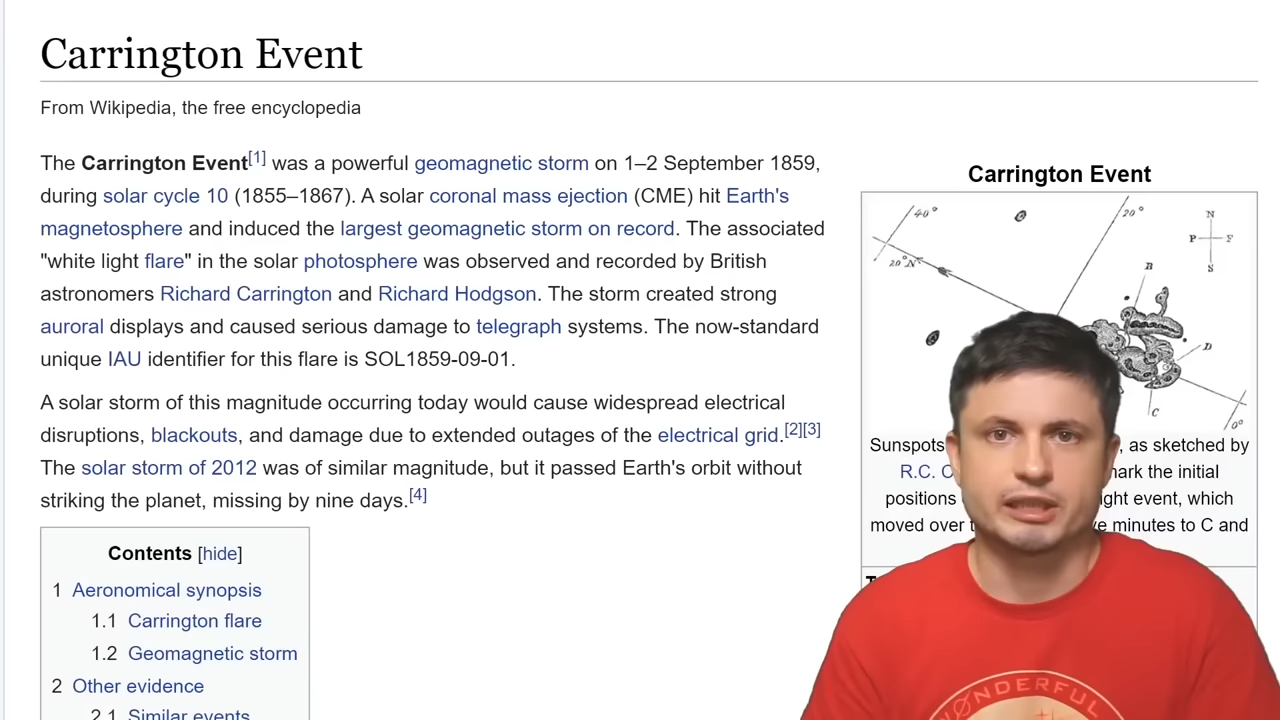 Carrington Event
From Wikipedia, the free encyclopedia
The Carrington Event[1] was a powerful geomagnetic storm on 1–2 September 1859,
during solar cycle 10 (1855–1867). A solar coronal mass ejection (CME) hit Earth's
magnetosphere and induced the largest geomagnetic storm on record. The associated
"white light flare" in the solar photosphere was observed and recorded by British
astronomers Richard Carrington and Richard Hodgson. The storm created strong
auroral displays and caused serious damage to telegraph systems. The now-standard
unique IAU identifier for this flare is SOL1859-09-01.
A solar storm of this magnitude occurring today would cause widespread electrical
disruptions, blackouts, and damage due to extended outages of the electrical grid.[2][3]
The solar storm of 2012 was of similar magnitude, but it passed Earth's orbit without
striking the planet, missing by nine days.[4]
Contents [hide]
1 Aeronomical synopsis
1.1 Carrington flare
1.2 Geomagnetic storm
2 Other evidence
2.1 Similar events
Carrington Event
40° 20° N
P F
20° N S
B
D
C
0°
Sunspots , as sketched by
R.C. the initial
positions event, which
moved over minutes to C and
WØNDERFUL